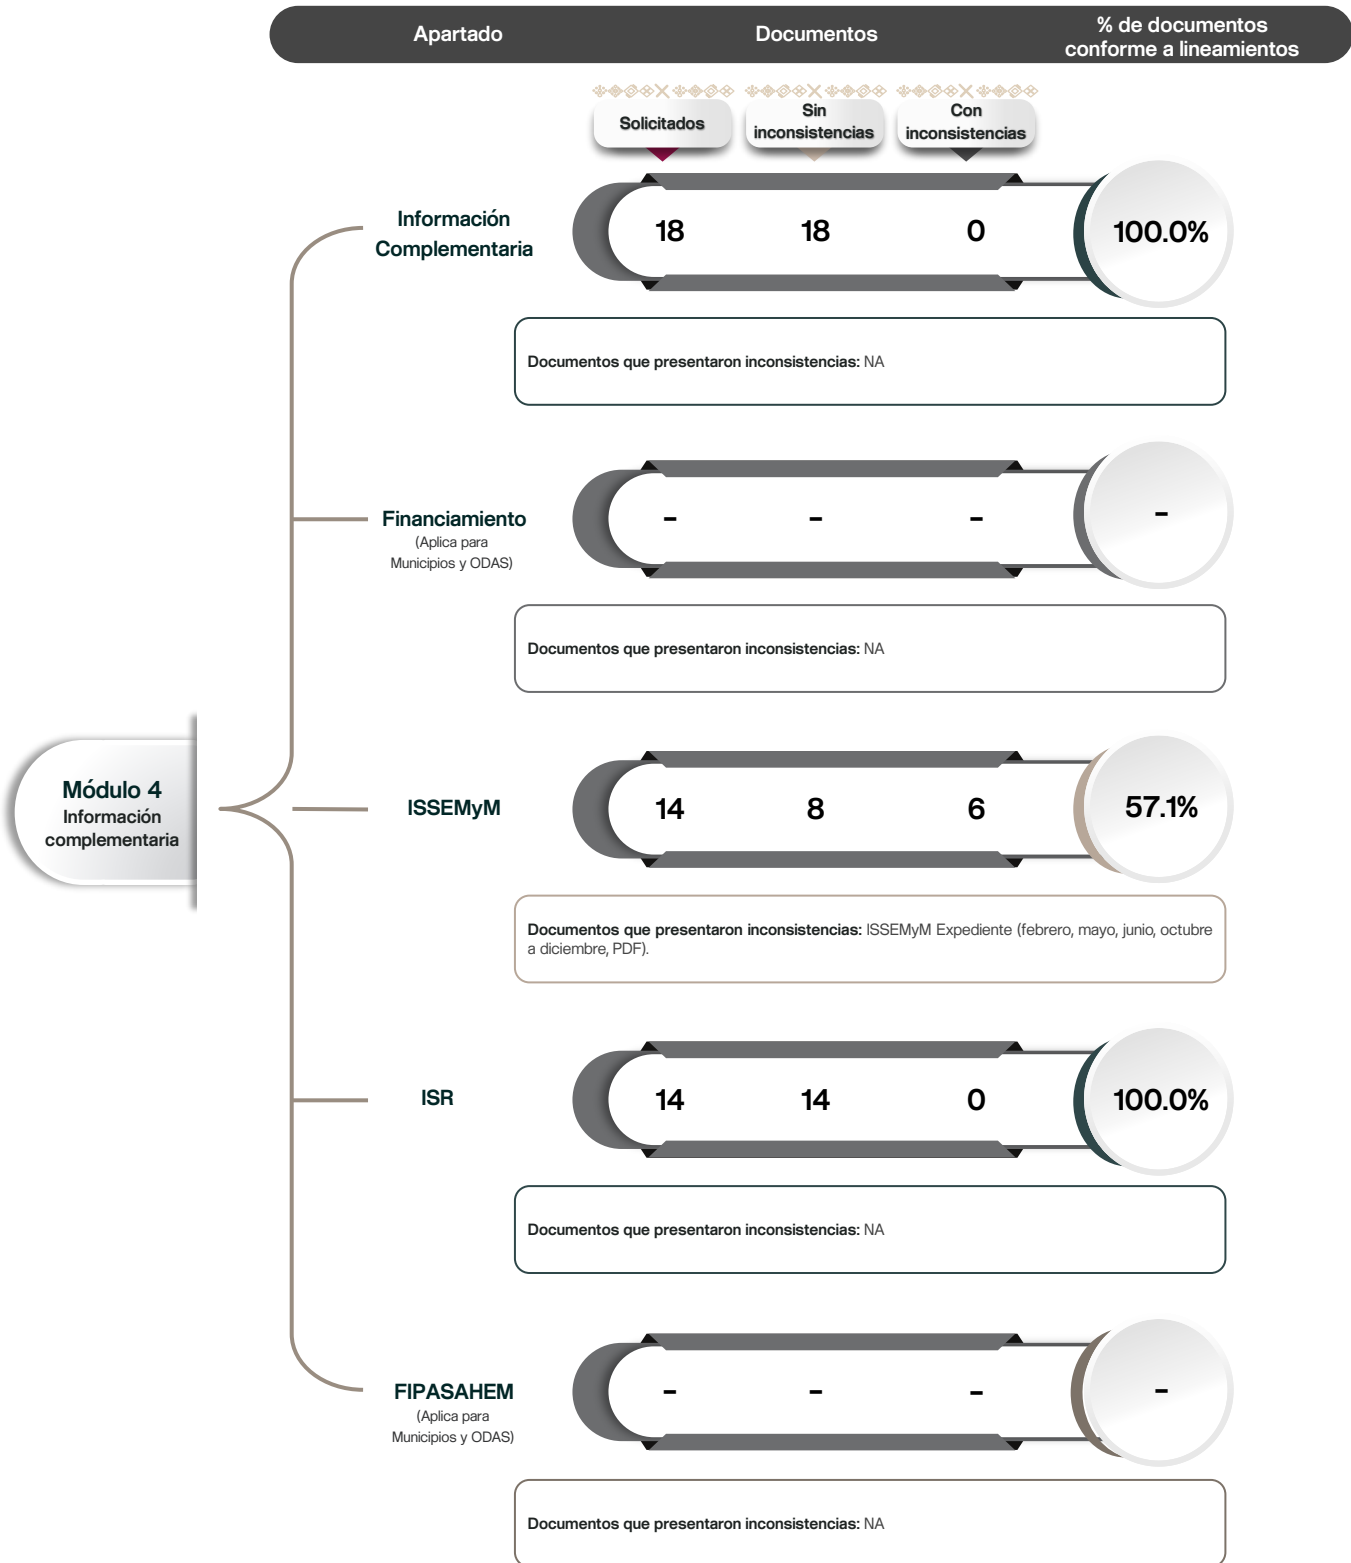 Apartado
Documentos
% de documentos
conforme a lineamientos
Solicitados
Sin
inconsistencias
Con
inconsistencias
Información
Complementaria
18 18 0 100.0%
Documentos que presentaron inconsistencias: NA
Financiamiento
(Aplica para
Municipios y ODAS)
- - - -
Documentos que presentaron inconsistencias: NA
Módulo 4
Información
complementaria
ISSEMyM
14 8 6 57.1%
Documentos que presentaron inconsistencias: ISSEMyM Expediente (febrero, mayo, junio, octubre
a diciembre, PDF).
ISR
14 14 0 100.0%
Documentos que presentaron inconsistencias: NA
FIPASAHEM
(Aplica para
Municipios y ODAS)
- - - -
Documentos que presentaron inconsistencias: NA